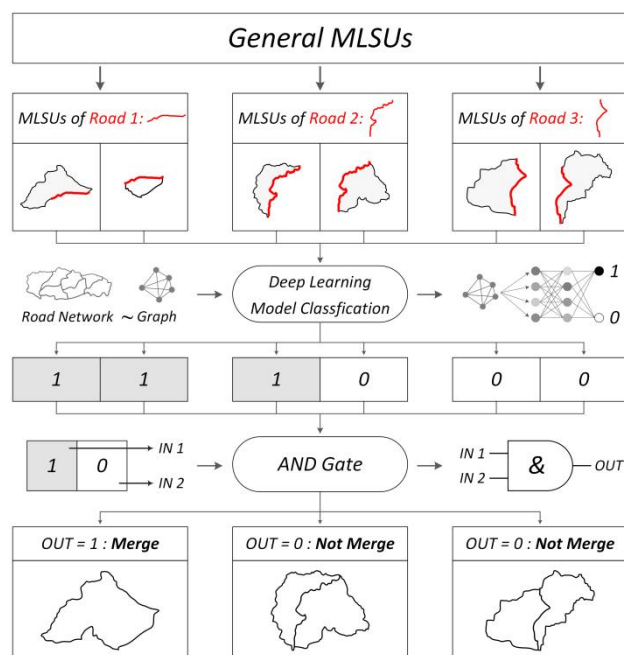 General MLSUs
MLSUs of Road 1:
MLSUs of Road 2:
MLSUs of Road 3:
Deep Learning
Model Classfication
Road Network ~ Graph
1
0
1
1
1
0
0
0
1
0
IN 1
IN 2
AND Gate
IN 1
IN 2
&
OUT
OUT = 1 : Merge
OUT = 0 : Not Merge
OUT = 0 : Not Merge